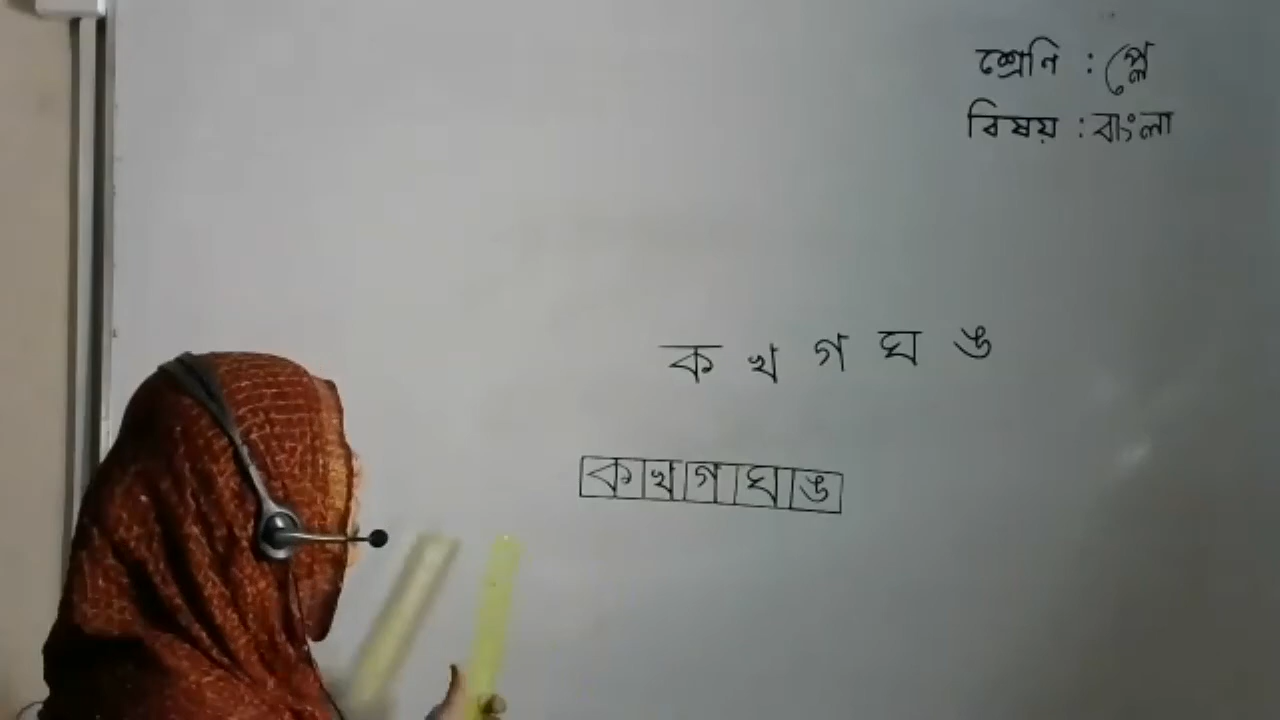 শ্রেনি : প্লে
বিষয় : বাংলা
ক খ গ ঘ ঙ
ক খ গ ঘ ঙ